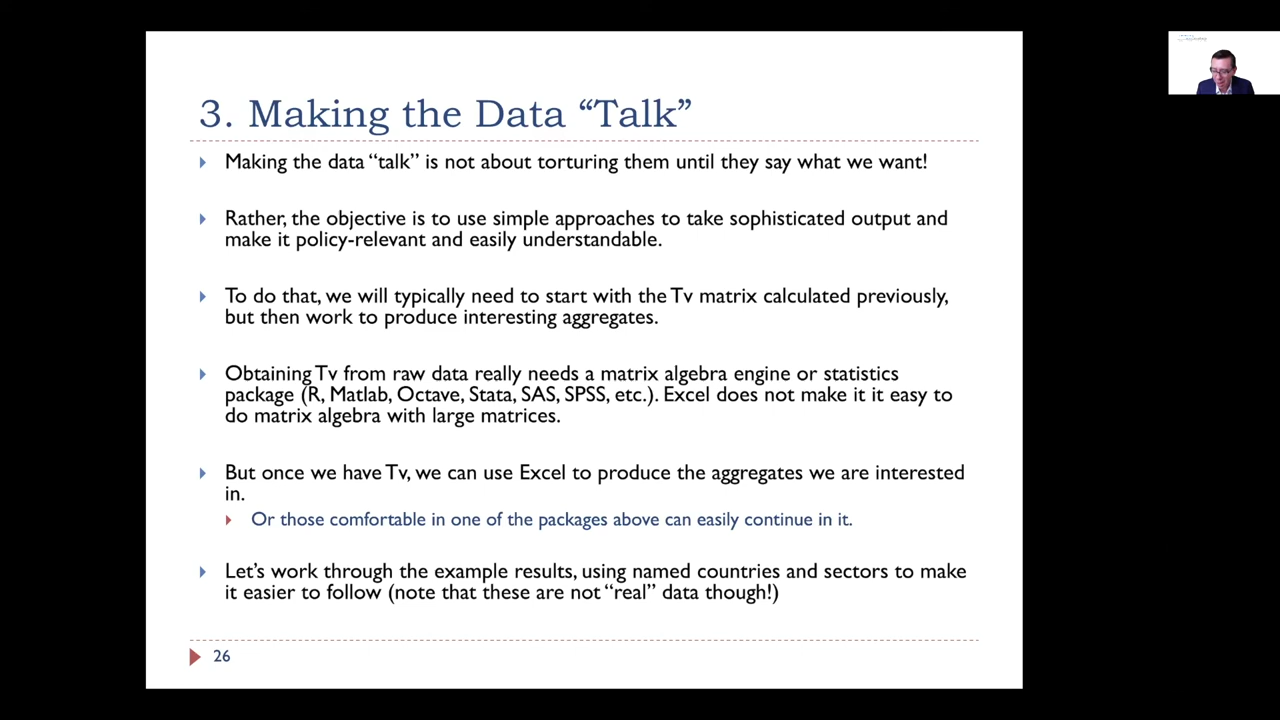 3. Making the Data “Talk”
Making the data “talk” is not about torturing them until they say what we want!
Rather, the objective is to use simple approaches to take sophisticated output and
make it policy-relevant and easily understandable.
To do that, we will typically need to start with the Tv matrix calculated previously,
but then work to produce interesting aggregates.
Obtaining Tv from raw data really needs a matrix algebra engine or statistics
package (R, Matlab, Octave, Stata, SAS, SPSS, etc.). Excel does not make it it easy to
do matrix algebra with large matrices.
But once we have Tv, we can use Excel to produce the aggregates we are interested
in.
Or those comfortable in one of the packages above can easily continue in it.
Let’s work through the example results, using named countries and sectors to make
it easier to follow (note that these are not “real” data though!)
26